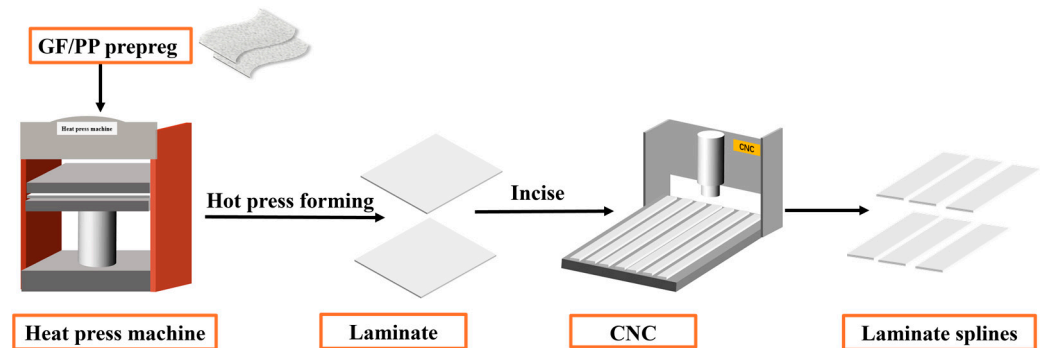 GF/PP prepreg
Heat press machine
Hot press forming
Incise
CNC
Heat press machine
Laminate
CNC
Laminate splines